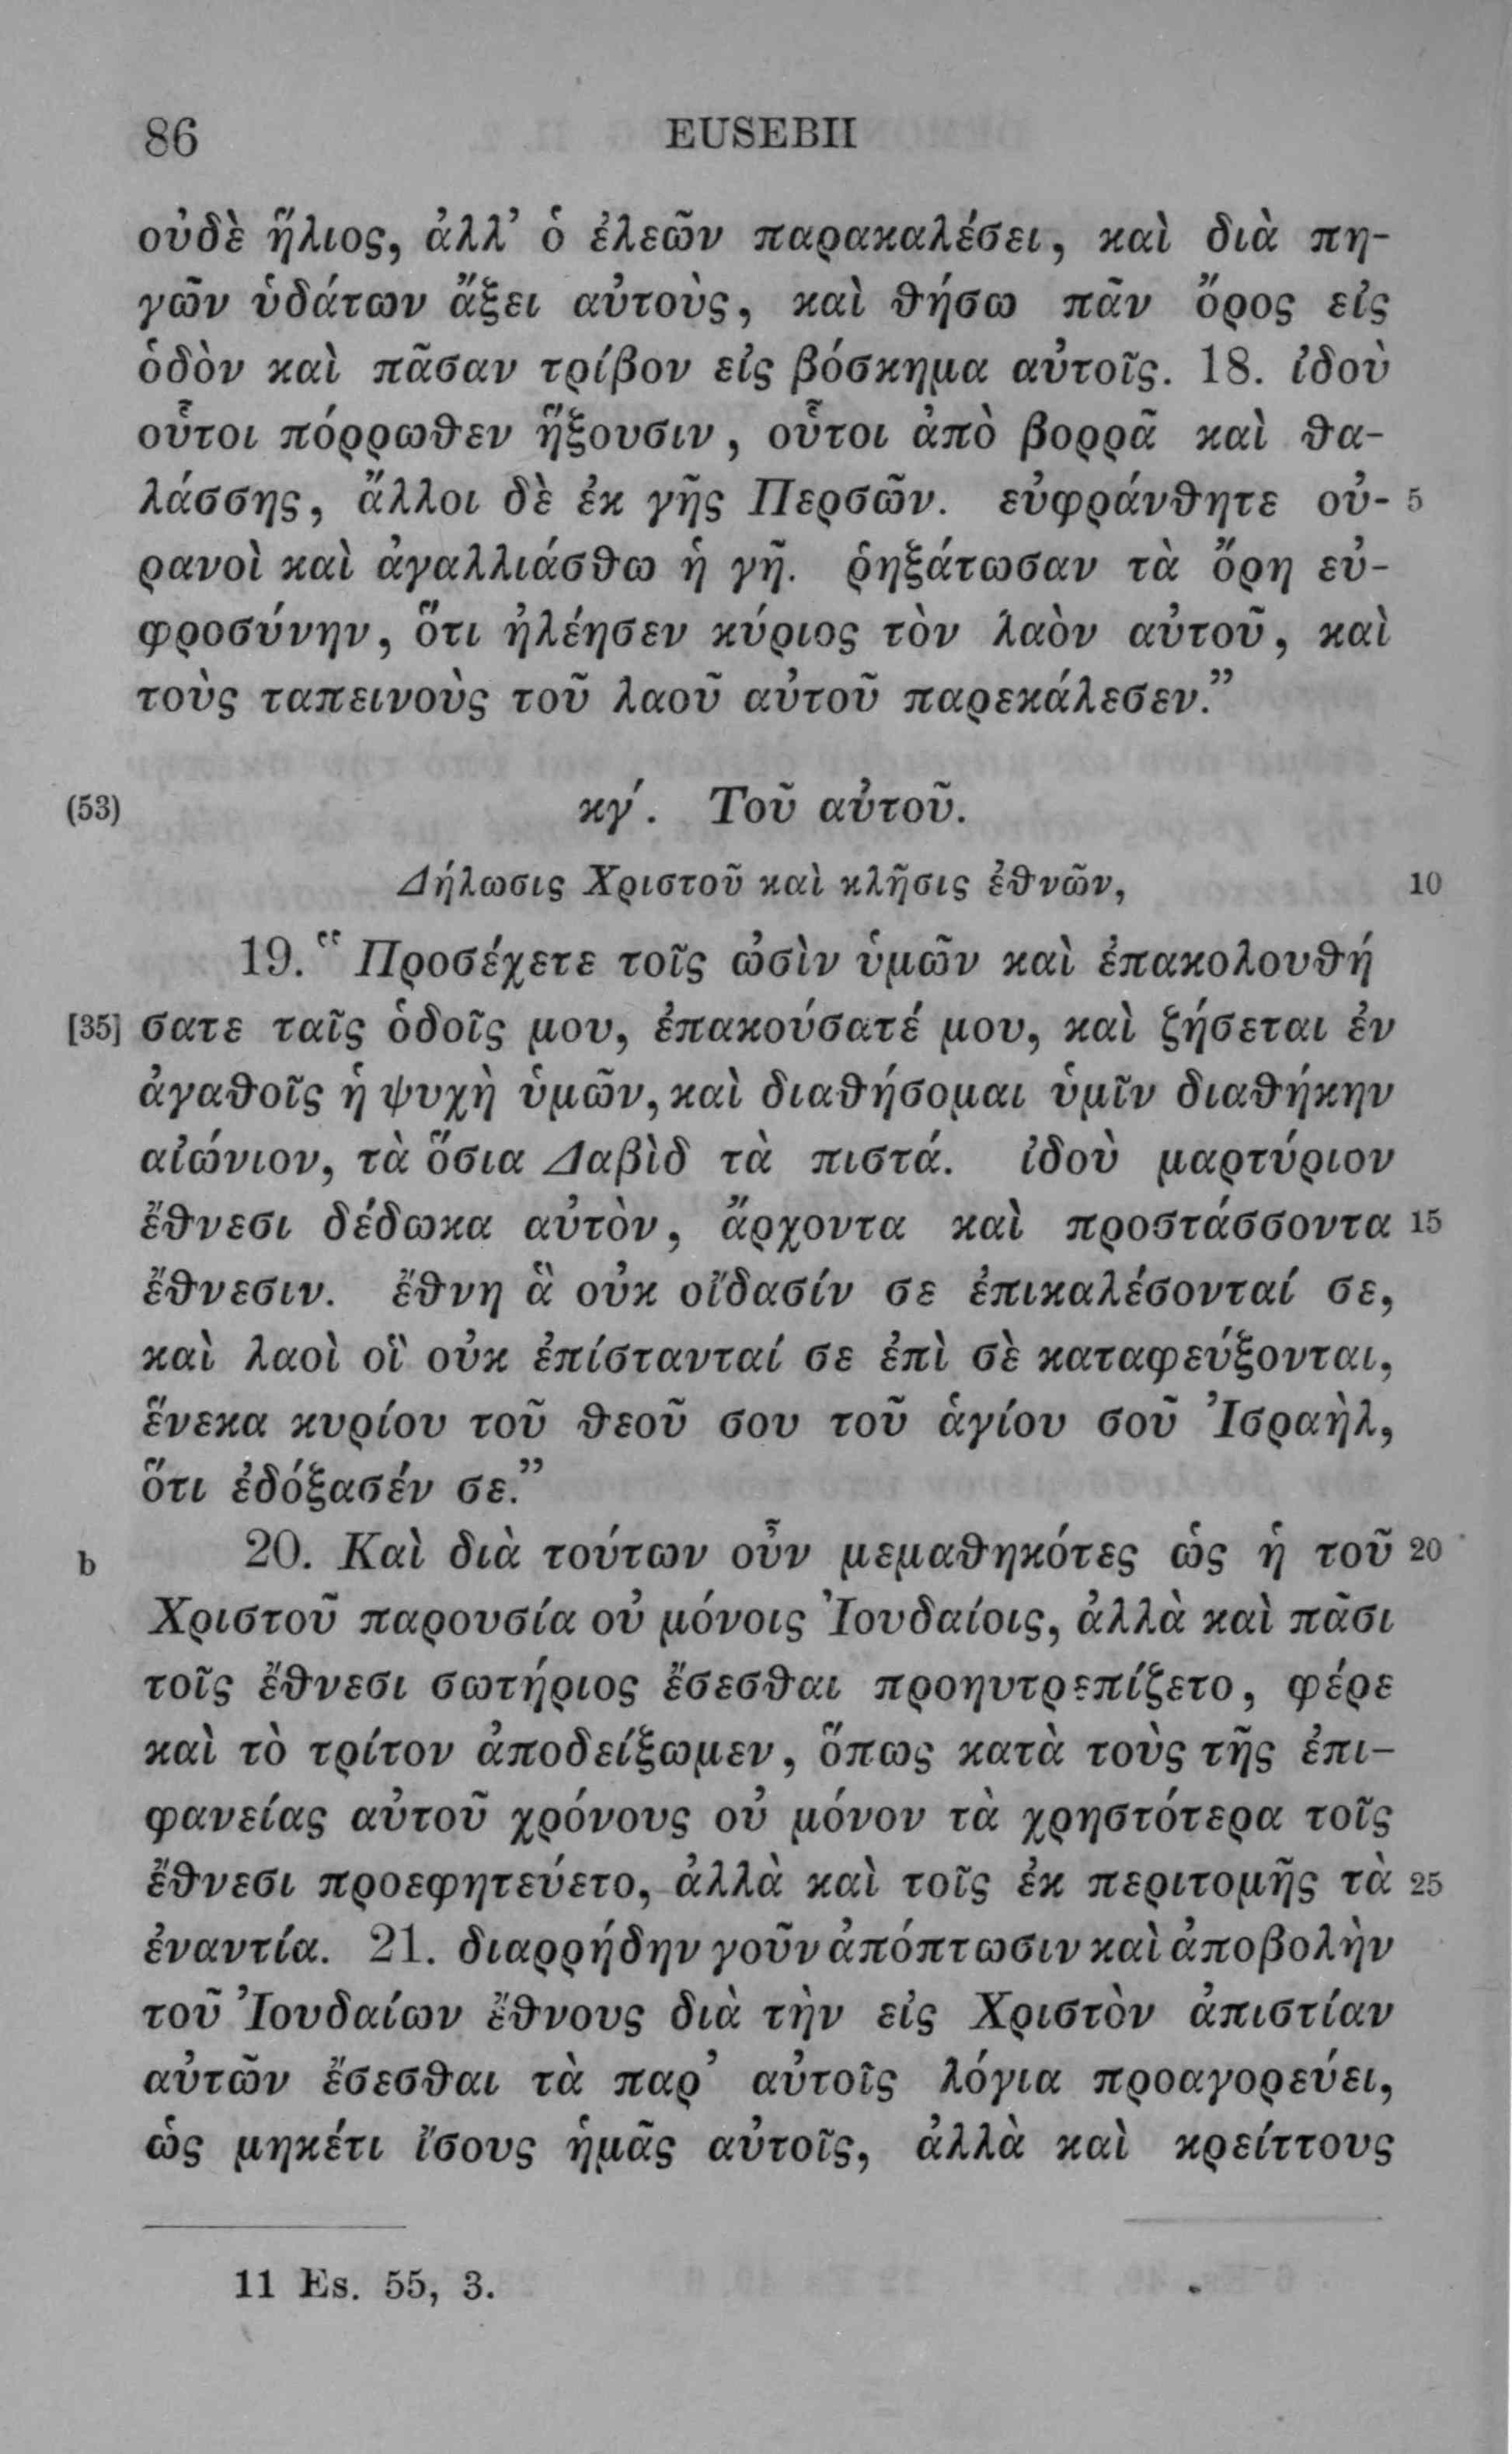 86 EUSEBII
οὐδὲ ἥλιος, ἀλλ’ ὁ ἐλεῶν παρακαλέσει, καὶ διὰ πη-
γῶν ὑδάτων ἄξει αὐτοὺς, καὶ θήσω πᾶν ὄρος εἰς
ὁδὸν καὶ πᾶσαν τρίβον εἰς βόσκημα αὐτοῖς. 18. ἰδοὺ
οὗτοι πόρρωθεν ἥξουσιν, οὗτοι ἀπὸ βορρᾶ καὶ θα-
λάσσης, ἄλλοι δὲ ἐκ γῆς Περσῶν. εὐφράνθητε οὐ- 5
ρανοὶ καὶ ἀγαλλιάσθω ἡ γῆ. ῥηξάτωσαν τὰ ὄρη εὐ-
φροσύνην, ὅτι ἠλέησεν κύριος τὸν λαὸν αὐτοῦ, καὶ
τοὺς ταπεινοὺς τοῦ λαοῦ αὐτοῦ παρεκάλεσεν.”
(53) κγ΄. Τοῦ αὐτοῦ.
Δήλωσις Χριστοῦ καὶ κλῆσις ἐθνῶν, 10
19. “Προσέχετε τοῖς ὠσὶν ὑμῶν καὶ ἐπακολουθή
[35] σατε ταῖς ὁδοῖς μου, ἐπακούσατέ μου, καὶ ζήσεται ἐν
ἀγαθοῖς ἡ ψυχὴ ὑμῶν, καὶ διαθήσομαι ὑμῖν διαθήκην
αἰώνιον, τὰ ὅσια Δαβὶδ τὰ πιστά. ἰδοὺ μαρτύριον
ἔθνεσι δέδωκα αὐτὸν, ἄρχοντα καὶ προστάσσοντα 15
ἔθνεσιν. ἔθνη ἃ οὐκ οἴδασίν σε ἐπικαλέσονταί σε,
καὶ λαοὶ οἳ οὐκ ἐπίστανταί σε ἐπὶ σὲ καταφεύξονται,
ἕνεκα κυρίου τοῦ θεοῦ σου τοῦ ἁγίου σοῦ Ἰσραὴλ,
ὅτι ἐδόξασέν σε.”
b 20. Καὶ διὰ τούτων οὖν μεμαθηκότες ὡς ἡ τοῦ 20
Χριστοῦ παρουσία οὐ μόνοις Ἰουδαίοις, ἀλλὰ καὶ πᾶσι
τοῖς ἔθνεσι σωτήριος ἔσεσθαι προηυτρεπίζετο, φέρε
καὶ τὸ τρίτον ἀποδείξωμεν, ὅπως κατὰ τοὺς τῆς ἐπι-
φανείας αὐτοῦ χρόνους οὐ μόνον τὰ χρηστότερα τοῖς
ἔθνεσι προεφητεύετο, ἀλλὰ καὶ τοῖς ἐκ περιτομῆς τὰ 25
ἐναντία. 21. διαρρήδην γοῦν ἀπόπτωσιν καὶ ἀποβολὴν
τοῦ Ἰουδαίων ἔθνους διὰ τὴν εἰς Χριστὸν ἀπιστίαν
αὐτῶν ἔσεσθαι τὰ παρ’ αὐτοῖς λόγια προαγορεύει,
ὡς μηκέτι ἴσους ἡμᾶς αὐτοῖς, ἀλλὰ καὶ κρείττους
11 Es. 55, 3.